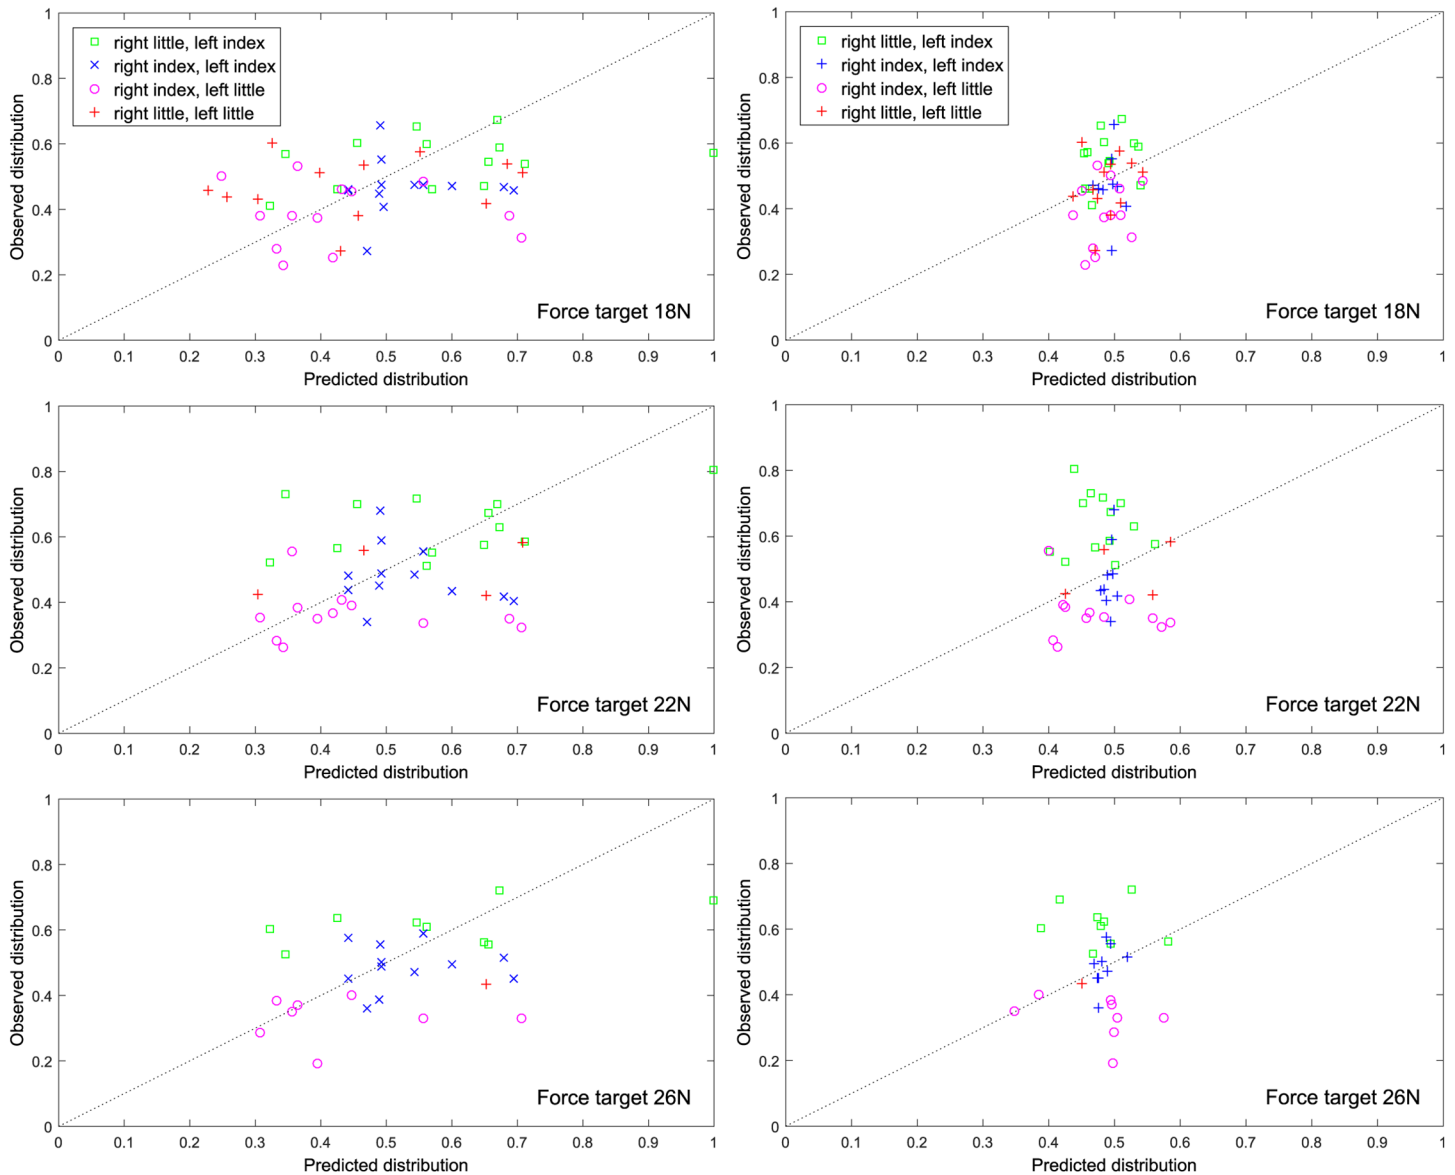 1
0.8
0.6
0.4
0.2
0
Observed distribution
right little, left index
right index, left index
right index, left little
right little, left little
Force target 18N
0 0.1 0.2 0.3 0.4 0.5 0.6 0.7 0.8 0.9 1
Predicted distribution
1
0.8
0.6
0.4
0.2
0
Observed distribution
right little, left index
right index, left index
right index, left little
right little, left little
Force target 18N
0 0.1 0.2 0.3 0.4 0.5 0.6 0.7 0.8 0.9 1
Predicted distribution
1
0.8
0.6
0.4
0.2
0
Observed distribution
Force target 22N
0 0.1 0.2 0.3 0.4 0.5 0.6 0.7 0.8 0.9 1
Predicted distribution
1
0.8
0.6
0.4
0.2
0
Observed distribution
Force target 22N
0 0.1 0.2 0.3 0.4 0.5 0.6 0.7 0.8 0.9 1
Predicted distribution
1
0.8
0.6
0.4
0.2
0
Observed distribution
Force target 26N
0 0.1 0.2 0.3 0.4 0.5 0.6 0.7 0.8 0.9 1
Predicted distribution
1
0.8
0.6
0.4
0.2
0
Observed distribution
Force target 26N
0 0.1 0.2 0.3 0.4 0.5 0.6 0.7 0.8 0.9 1
Predicted distribution